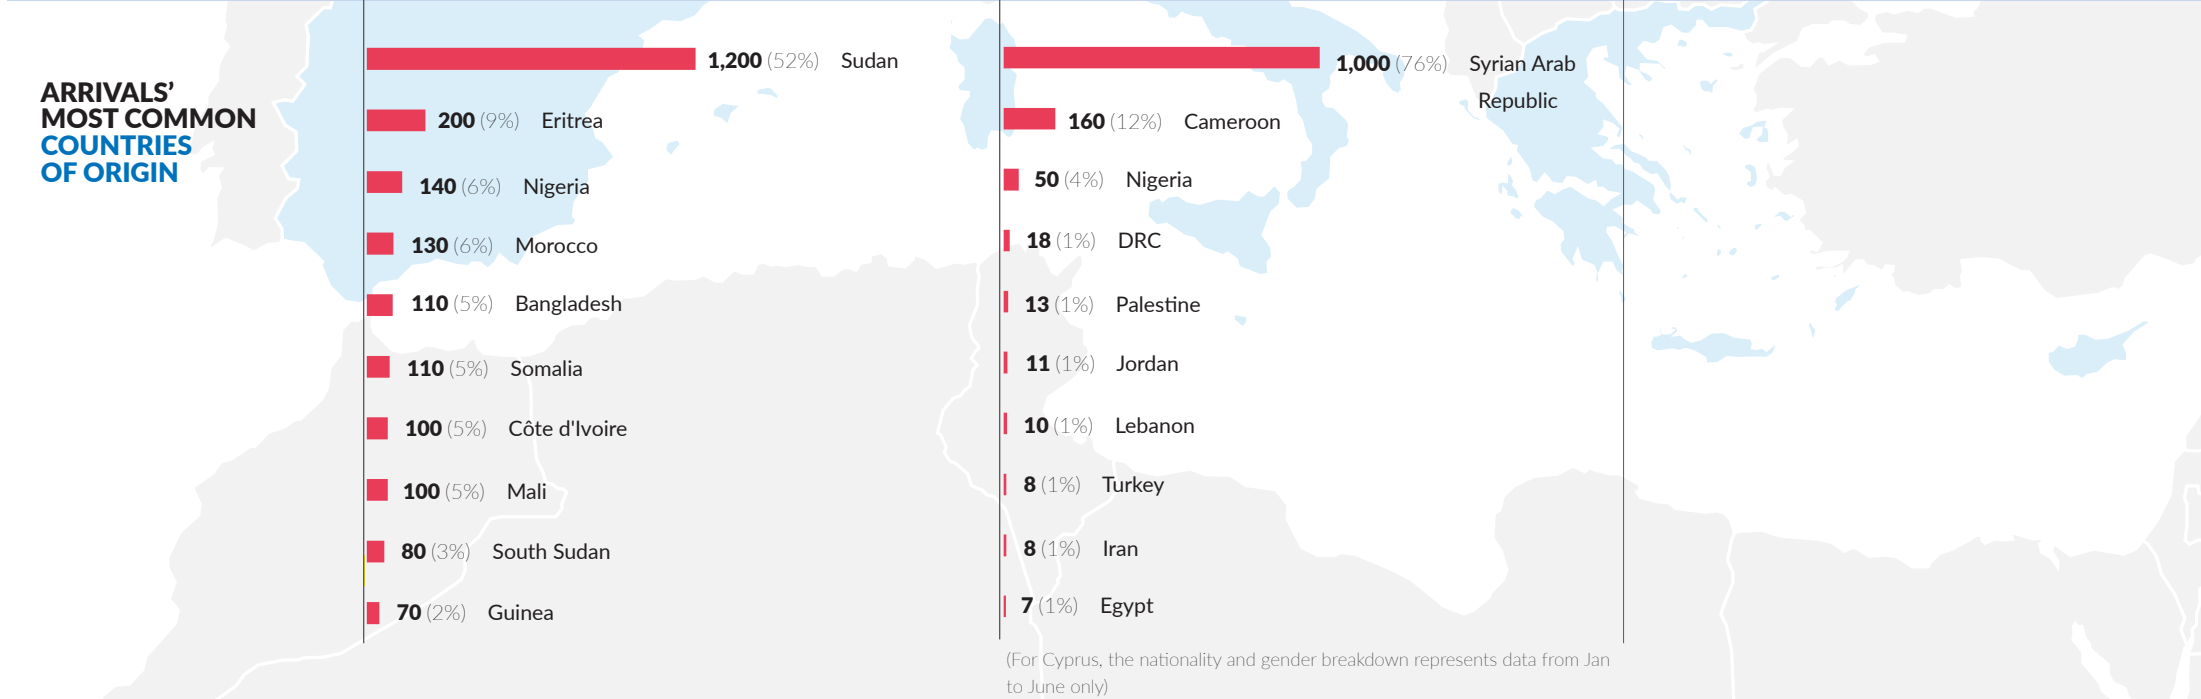 ARRIVALS’
MOST COMMON
COUNTRIES
OF ORIGIN
1,200 (52%) Sudan
200 (9%) Eritrea
140 (6%) Nigeria
130 (6%) Morocco
110 (5%) Bangladesh
110 (5%) Somalia
100 (5%) Côte d'Ivoire
100 (5%) Mali
80 (3%) South Sudan
70 (2%) Guinea
1,000 (76%) Syrian Arab
Republic
160 (12%) Cameroon
50 (4%) Nigeria
18 (1%) DRC
13 (1%) Palestine
11 (1%) Jordan
10 (1%) Lebanon
8 (1%) Turkey
8 (1%) Iran
7 (1%) Egypt
(For Cyprus, the nationality and gender breakdown represents data from Jan
to June only)